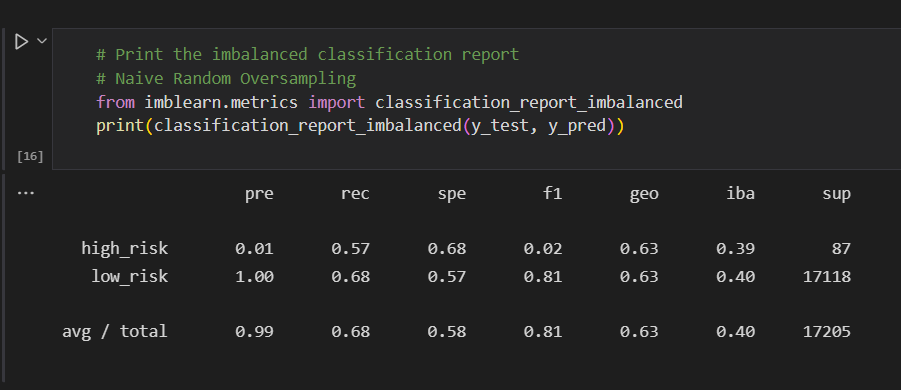 # Print the imbalanced classification report
# Naive Random Oversampling
from imblearn.metrics import classification_report_imbalanced
print(classification_report_imbalanced(y_test, y_pred))
[16]
... pre rec spe f1 geo iba sup
high_risk 0.01 0.57 0.68 0.02 0.63 0.39 87
low_risk 1.00 0.68 0.57 0.81 0.63 0.40 17118
avg / total 0.99 0.68 0.58 0.81 0.63 0.40 17205